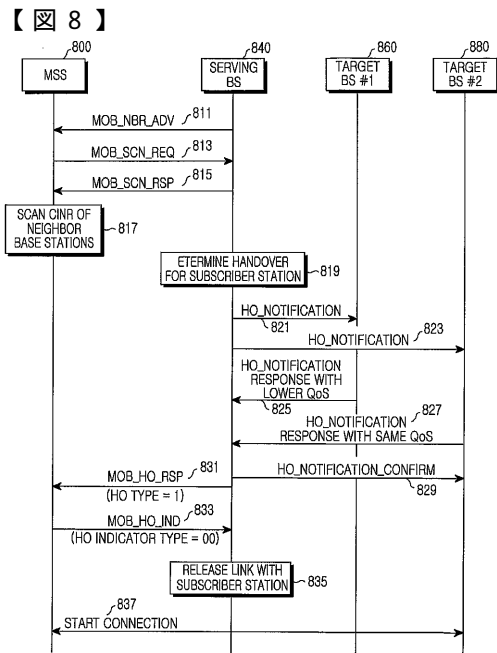 【図8】
800 840 860 880
MSS
SERVING
BS
TARGET
BS #1
TARGET
BS #2
MOB_NBR_ADV 811
MOB_SCN_REQ 813
MOB_SCN_RSP 815
SCAN CINR OF
NEIGHBOR
BASE STATIONS
817
ETERMINE HANDOVER
FOR SUBSCRIBER STATION
819
HO_NOTIFICATION
821
HO_NOTIFICATION 823
HO_NOTIFICATION
RESPONSE WITH
LOWER QoS
825
HO_NOTIFICATION 827
RESPONSE WITH SAME QoS
MOB_HO_RSP 831
(HO TYPE = 1)
HO_NOTIFICATION_CONFIRM
829
MOB_HO_IND 833
(HO INDICATOR TYPE = 00)
RELEASE LINK WITH
SUBSCRIBER STATION
835
837
START CONNECTION